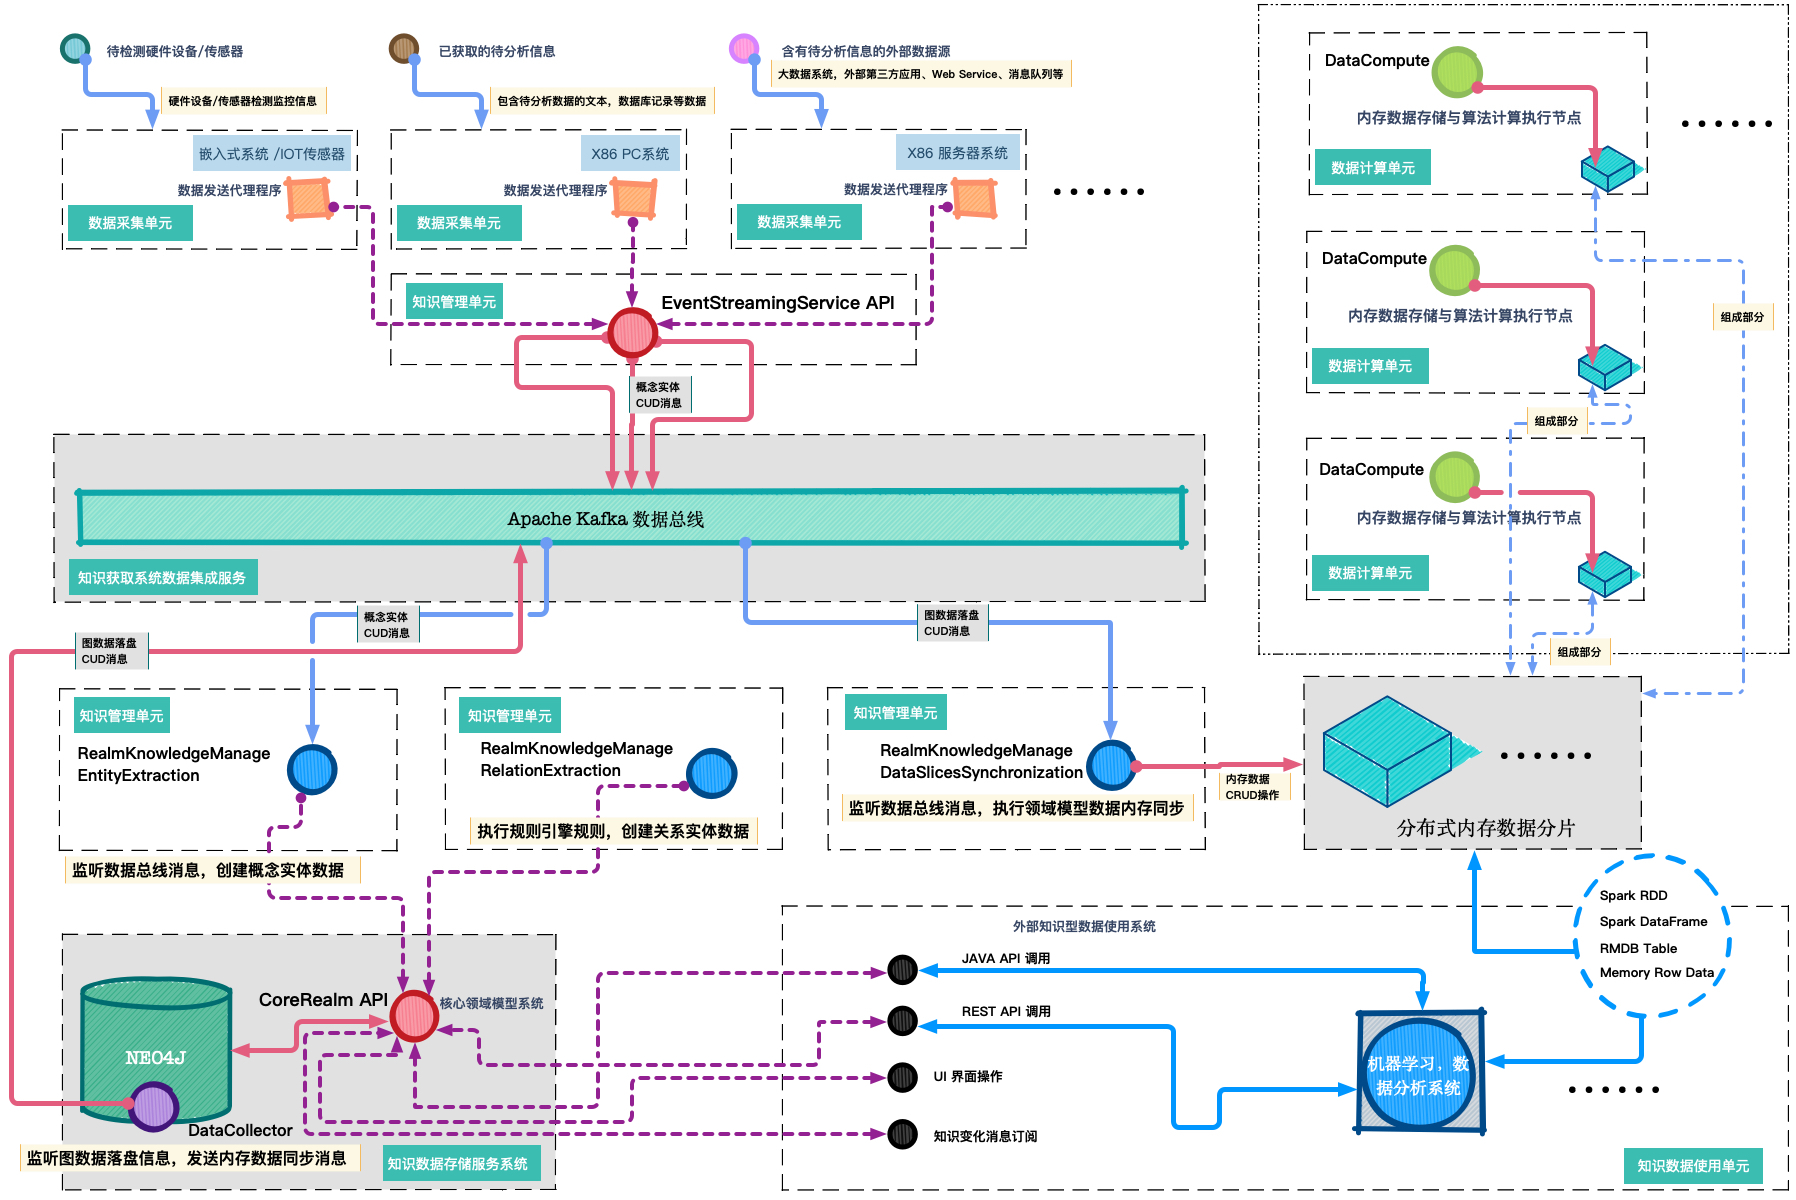 待检测硬件设备/传感器
已获取的待分析信息
含有待分析信息的外部数据源
硬件设备/传感器检测监控信息
包含待分析数据的文本，数据库记录等数据
大数据系统，外部第三方应用、Web Service、消息队列等
嵌入式系统 /IOT传感器
数据发送代理程序
数据采集单元
X86 PC系统
数据发送代理程序
数据采集单元
X86 服务器系统
数据发送代理程序
数据采集单元
知识管理单元
EventStreamingService API
概念实体
CUD消息
Apache Kafka 数据总线
知识获取系统数据集成服务
概念实体
CUD消息
图数据落盘
CUD消息
图数据落盘
CUD消息
DataCompute
内存数据存储与算法计算执行节点
数据计算单元
DataCompute
内存数据存储与算法计算执行节点
数据计算单元
组成部分
组成部分
DataCompute
内存数据存储与算法计算执行节点
数据计算单元
组成部分
知识管理单元
RealmKnowledgeManage
EntityExtraction
监听数据总线消息，创建概念实体数据
知识管理单元
RealmKnowledgeManage
RelationExtraction
执行规则引擎规则，创建关系实体数据
知识管理单元
RealmKnowledgeManage
DataSlicesSynchronization
监听数据总线消息，执行领域模型数据内存同步
内存数据
CRUD操作
分布式内存数据分片
Spark RDD
Spark DataFrame
RMDB Table
Memory Row Data
CoreRealm API
核心领域模型系统
NEO4J
DataCollector
监听图数据落盘信息，发送内存数据同步消息
知识数据存储服务系统
外部知识型数据使用系统
JAVA API 调用
REST API 调用
UI 界面操作
知识变化消息订阅
机器学习，数
据分析系统
知识数据使用单元